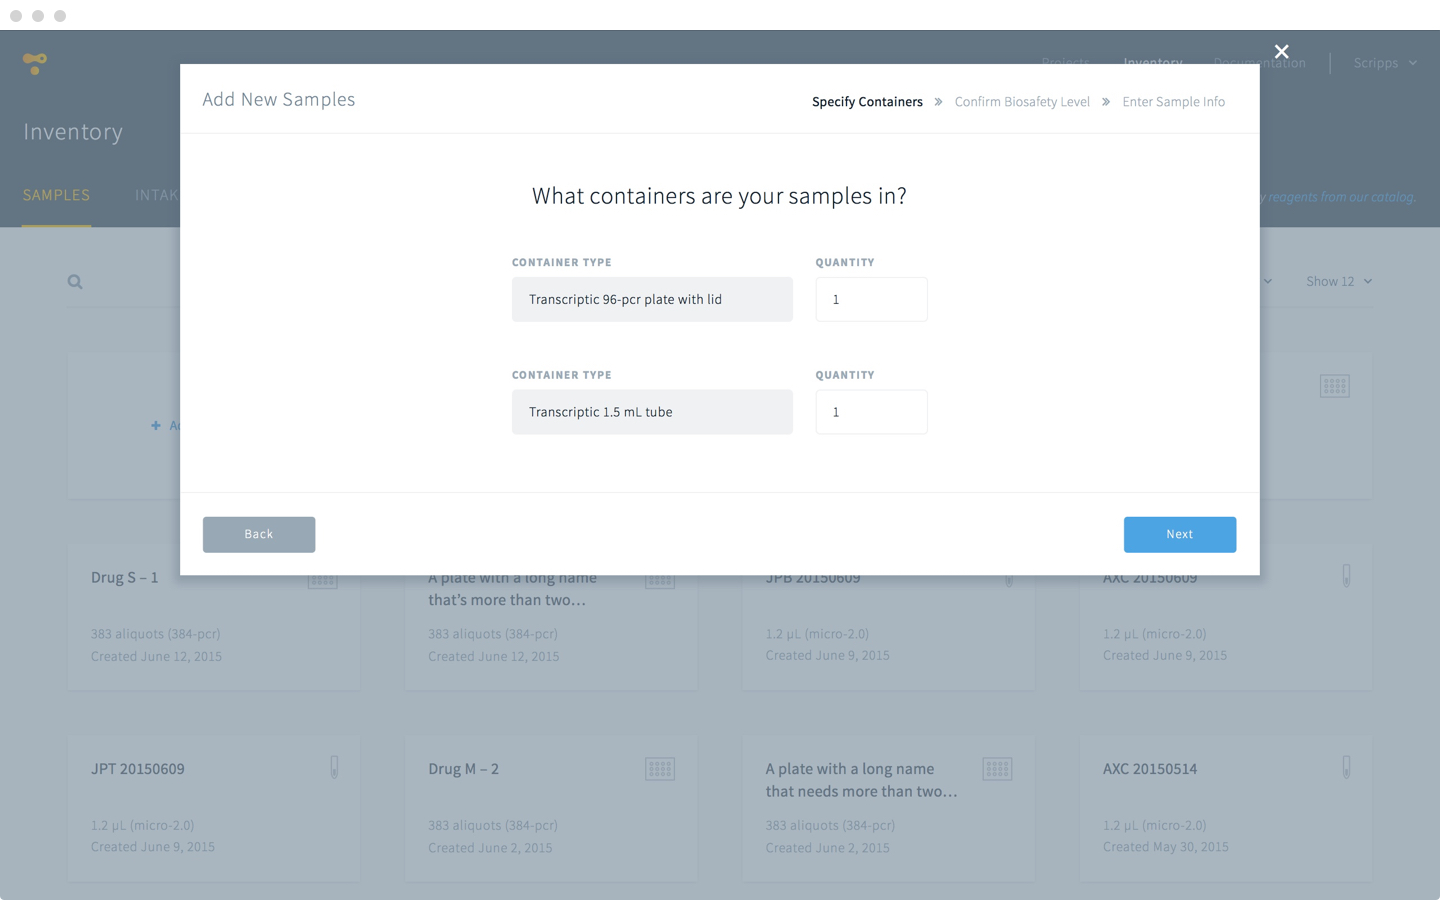 Projects Inventory Documentation Scripps
Add New Samples
Specify Containers » Confirm Biosafety Level » Enter Sample Info
Inventory
SAMPLES
What containers are your samples in?
reagents from our catalog.
CONTAINER TYPE QUANTITY
Transcriptic 96-pcr plate with lid 1
Show 12
CONTAINER TYPE QUANTITY
Transcriptic 1.5 mL tube 1
Back Next
Drug S – 1
A plate with a long name
that's more than two…
JPB 20150609
AXC 20150609
383 aliquots (384-pcr)
Created June 12, 2015
383 aliquots (384-pcr)
Created June 12, 2015
1.2 µL (micro-2.0)
Created June 9, 2015
1.2 µL (micro-2.0)
Created June 9, 2015
JPT 20150609
1.2 µL (micro-2.0)
Created June 9, 2015
Drug M – 2
383 aliquots (384-pcr)
Created June 2, 2015
A plate with a long name
that needs more than two…
383 aliquots (384-pcr)
Created June 2, 2015
AXC 20150514
1.2 µL (micro-2.0)
Created May 30, 2015